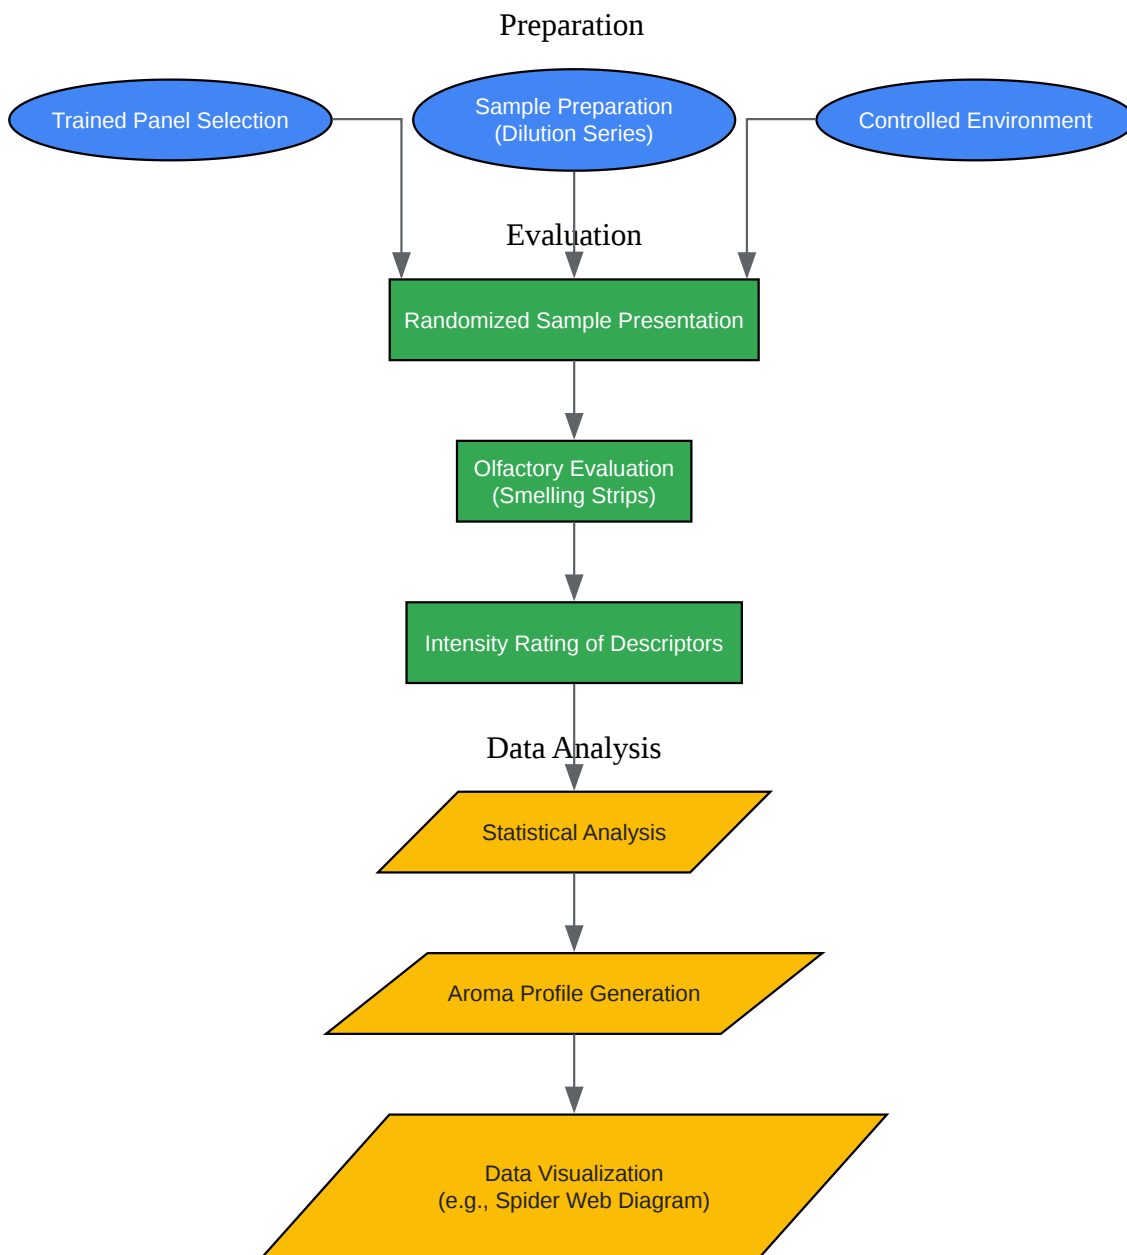 Preparation
Trained Panel Selection
Sample Preparation
(Dilution Series)
Controlled Environment
Evaluation
Randomized Sample Presentation
Olfactory Evaluation
(Smelling Strips)
Intensity Rating of Descriptors
Data Analysis
Statistical Analysis
Aroma Profile Generation
Data Visualization
(e.g., Spider Web Diagram)